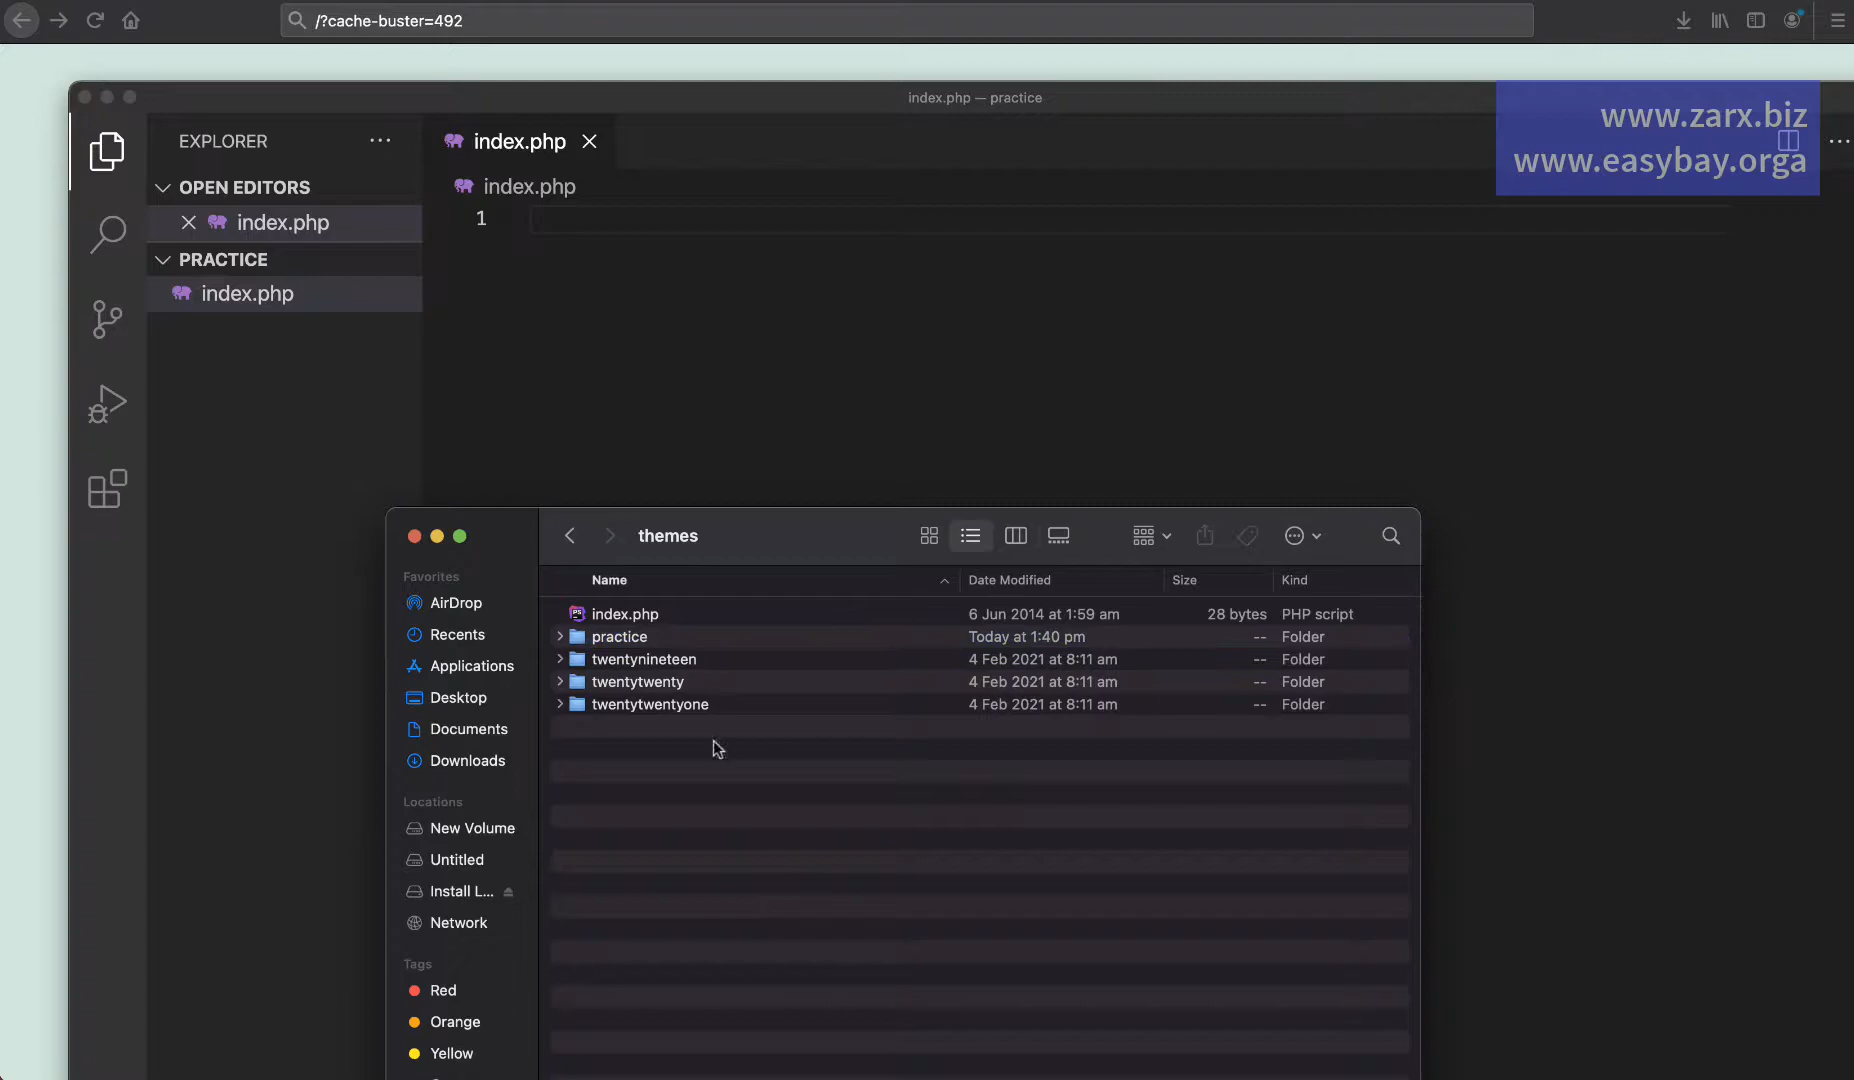 /?cache-buster=492
index.php — practice
www.zarx.biz
www.easybay.orga
EXPLORER
index.php
OPEN EDITORS
index.php
index.php
1
PRACTICE
index.php
themes
Favorites
AirDrop
Recents
Applications
Desktop
Documents
Downloads
Locations
New Volume
Untitled
Install L...
Network
Tags
Red
Orange
Yellow
Name Date Modified Size Kind
index.php 6 Jun 2014 at 1:59 am 28 bytes PHP script
practice Today at 1:40 pm -- Folder
twentynineteen 4 Feb 2021 at 8:11 am -- Folder
twentytwenty 4 Feb 2021 at 8:11 am -- Folder
twentytwentyone 4 Feb 2021 at 8:11 am -- Folder